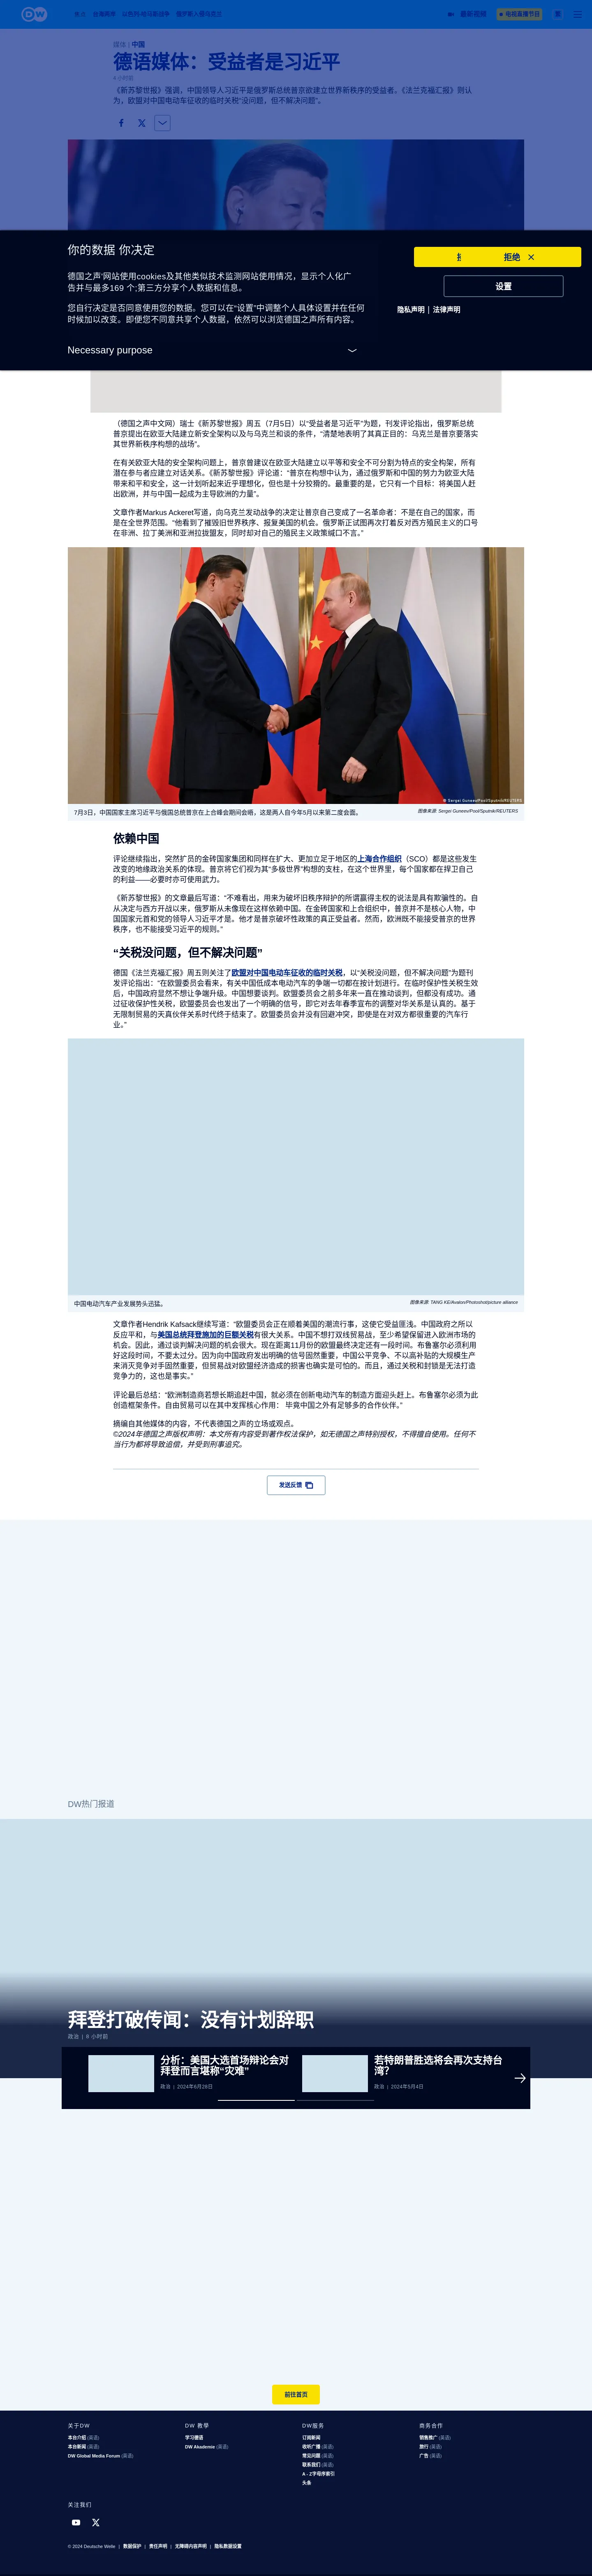 DW
焦点
台海两岸
以色列·哈马斯战争
俄罗斯入侵乌克兰
最新视频
电视直播节目
媒体 | 中国
德语媒体：受益者是习近平
9 小时前
《新苏黎世报》强调，中国领导人习近平是俄罗斯总统普京欲建立世界新秩序的受益者。《法兰克福汇报》则认
为，欧盟对中国电动车征收的临时关税“没问题，但不解决问题”。
你的数据 你决定
德国之声'网站使用cookies及其他类似技术监测网站使用情况，显示个人化广
告并与最多169 个;第三方分享个人数据和信息。
您自行决定是否同意使用您的数据。您可以在“设置”中调整个人具体设置并在任何
时候加以改变。即便您不同意共享个人数据，依然可以浏览德国之声所有内容。
Necessary purpose
拒绝
设置
隐私声明 | 法律声明
（德国之声中文网）瑞士《新苏黎世报》周五（7月5日）以“受益者是习近平”为题，刊发评论指出，俄罗斯总统
普京提出在欧亚大陆建立新安全架构以及与乌克兰和谈的条件，“清楚地表明了其真正目的：乌克兰是普京要落实
其世界新秩序构想的战场”。
在有关欧亚大陆的安全架构问题上，普京曾建议在欧亚大陆建立以平等和安全不可分割为特点的安全构架，所有
潜在参与者应建立对话关系。《新苏黎世报》评论道：“普京在构想中认为，通过俄罗斯和中国的努力为欧亚大陆
带来和平和安全，这一计划听起来近乎理想化，但也是十分狡猾的。最重要的是，它只有一个目标：将美国人赶
出欧洲，并与中国一起成为主导欧洲的力量”。
文章作者Markus Ackeret写道，向乌克兰发动战争的决定让普京自己变成了一名革命者：不是在自己的国家，而
是在全世界范围。“他看到了摧毁旧世界秩序、报复美国的机会。俄罗斯正试图再次打着反对西方殖民主义的口号
在非洲、拉丁美洲和亚洲拉拢盟友，同时却对自己的殖民主义政策缄口不言。”
© Sergei Guneev/Pool/Sputnik/REUTERS
7月3日，中国国家主席习近平与俄国总统普京在上合峰会期间会晤，这是两人自今年5月以来第二度会面。
图像来源: Sergei Guneev/Pool/Sputnik/REUTERS
依赖中国
评论继续指出，突然扩员的金砖国家集团和同样在扩大、更加立足于地区的上海合作组织（SCO）都是这些发生
改变的地缘政治关系的体现。普京将它们视为其“多极世界”构想的支柱，在这个世界里，每个国家都在捍卫自己
的利益——必要时亦可使用武力。
《新苏黎世报》的文章最后写道：“不难看出，用来为破坏旧秩序辩护的所谓赢得主权的说法是具有欺骗性的。自
从决定与西方开战以来，俄罗斯从未像现在这样依赖中国。在金砖国家和上合组织中，普京并不是核心人物，中
国国家元首和党的领导人习近平才是。他才是普京破坏性政策的真正受益者。然而，欧洲既不能接受普京的世界
秩序，也不能接受习近平的规则。”
“关税没问题，但不解决问题”
德国《法兰克福汇报》周五则关注了欧盟对中国电动车征收的临时关税，以“关税没问题，但不解决问题”为题刊
发评论指出：“在欧盟委员会看来，有关中国低成本电动汽车的争端一切都在按计划进行。在临时保护性关税生效
后，中国政府显然不想让争端升级。中国想要谈判。欧盟委员会之前多年来一直在推动谈判，但都没有成功。通
过征收保护性关税，欧盟委员会也发出了一个明确的信号，即它对去年春季宣布的调整对华关系是认真的。基于
无限制贸易的天真伙伴关系时代终于结束了。欧盟委员会并没有回避冲突，即使是在对双方都很重要的汽车行
业。”
中国电动汽车产业发展势头迅猛。
图像来源: TANG KE/Avalon/Photoshot/picture alliance
文章作者Hendrik Kafsack继续写道：“欧盟委员会正在顺着美国的潮流行事，这使它受益匪浅。中国政府之所以
反应平和，与美国总统拜登施加的巨额关税有很大关系。中国不想打双线贸易战，至少希望保留进入欧洲市场的
机会。因此，通过谈判解决问题的机会很大。现在距离11月份的欧盟最终决定还有一段时间。布鲁塞尔必须利用
好这段时间，不要太过分。因为向中国政府发出明确的信号固然重要，中国公平竞争、不以高补贴的大规模生产
来消灭竞争对手固然重要，但贸易战对欧盟经济造成的损害也确实是可怕的。而且，通过关税和封锁是无法打造
竞争力的，这也是事实。”
评论最后总结：“欧洲制造商若想长期追赶中国，就必须在创新电动汽车的制造方面迎头赶上。布鲁塞尔必须为此
创造框架条件。自由贸易可以在其中发挥核心作用： 毕竟中国之外有足够多的合作伙伴。”
摘编自其他媒体的内容，不代表德国之声的立场或观点。
©2024年德国之声版权声明：本文所有内容受到著作权法保护，如无德国之声特别授权，不得擅自使用。任何不
当行为都将导致追偿，并受到刑事追究。
发送反馈
DW热门报道
拜登打破传闻：没有计划辞职
政治 | 8 小时前
分析：美国大选首场辩论会对
拜登而言堪称“灾难”
政治 | 2024年6月28日
若特朗普胜选将会再次支持台
湾？
政治 | 2024年5月4日
前往首页
关于DW
本台介绍 (英语)
本台新闻 (英语)
DW Global Media Forum (英语)
DW 教学
学习德语
DW Akademie (英语)
DW服务
订阅新闻
收听广播 (英语)
常见问题 (英语)
联系我们 (英语)
A - Z字母序索引
头条
商务合作
销售推广 (英语)
旅行 (英语)
广告 (英语)
关注我们
© 2024 Deutsche Welle | 数据保护 | 责任声明 | 无障碍内容声明 | 隐私数据设置